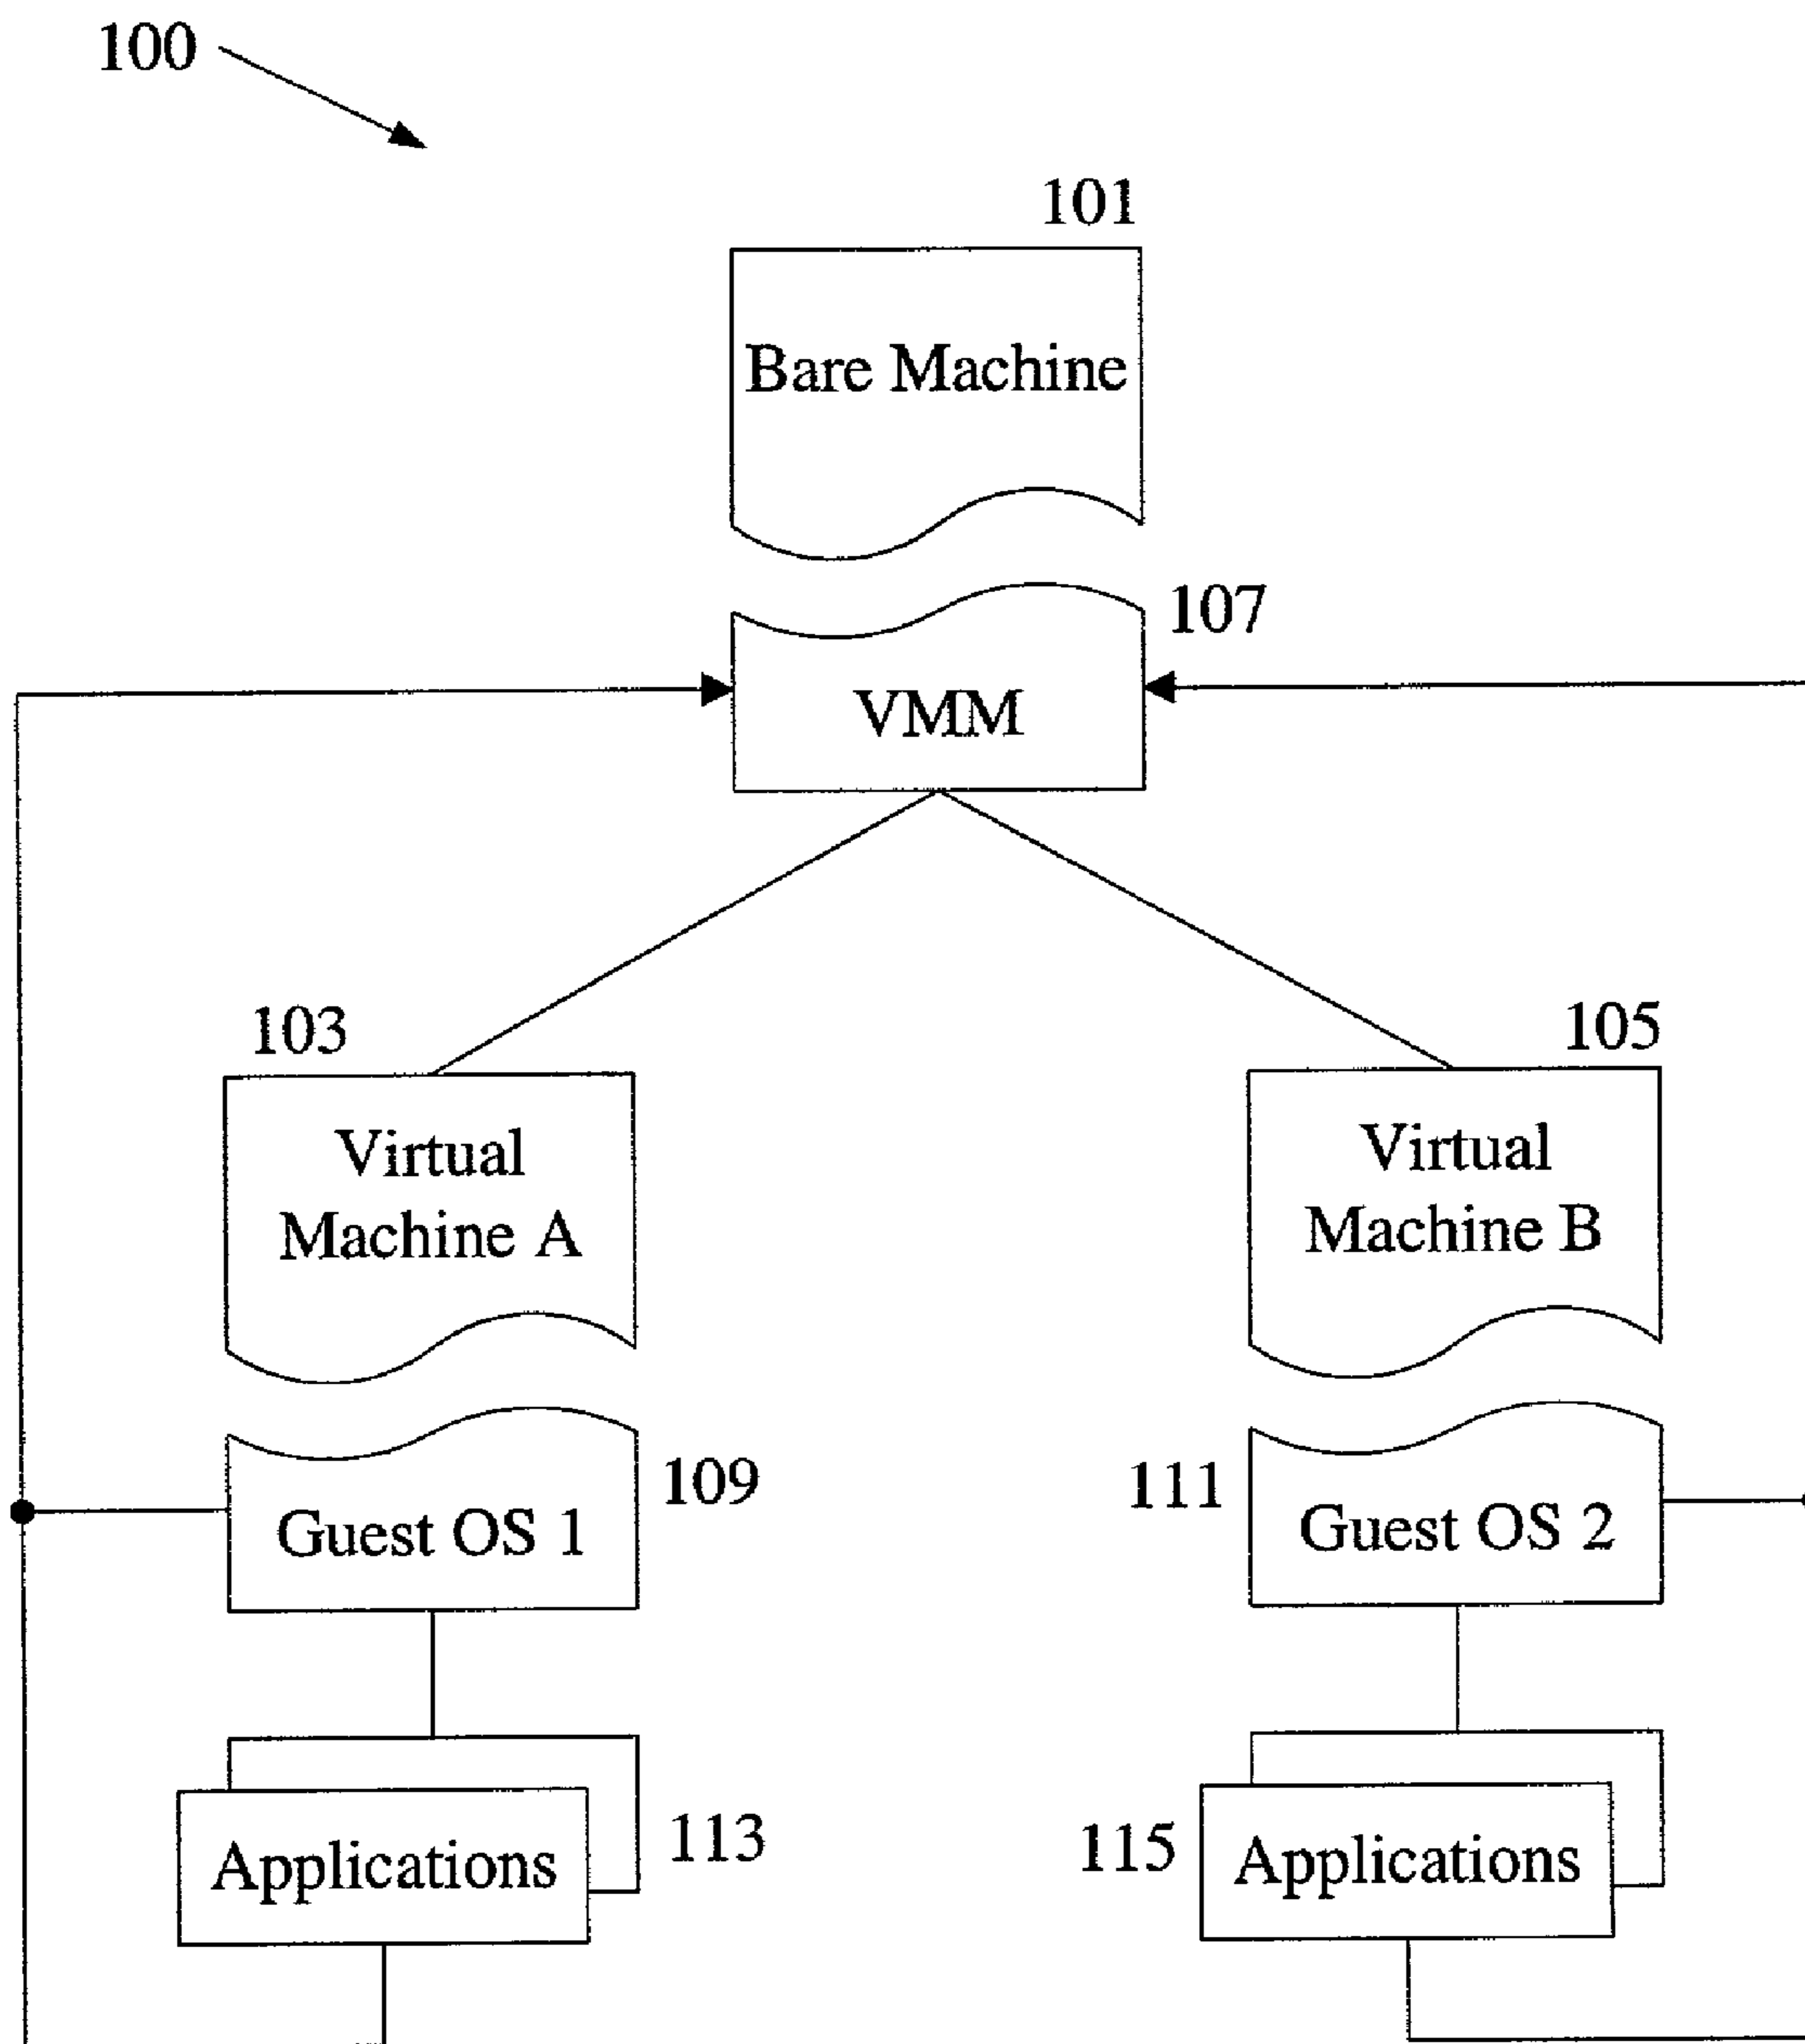 100
101
Bare Machine
107
VMM
103
105
Virtual
Machine A
Virtual
Machine B
109
111
Guest OS 1
Guest OS 2
113
115
Applications
Applications